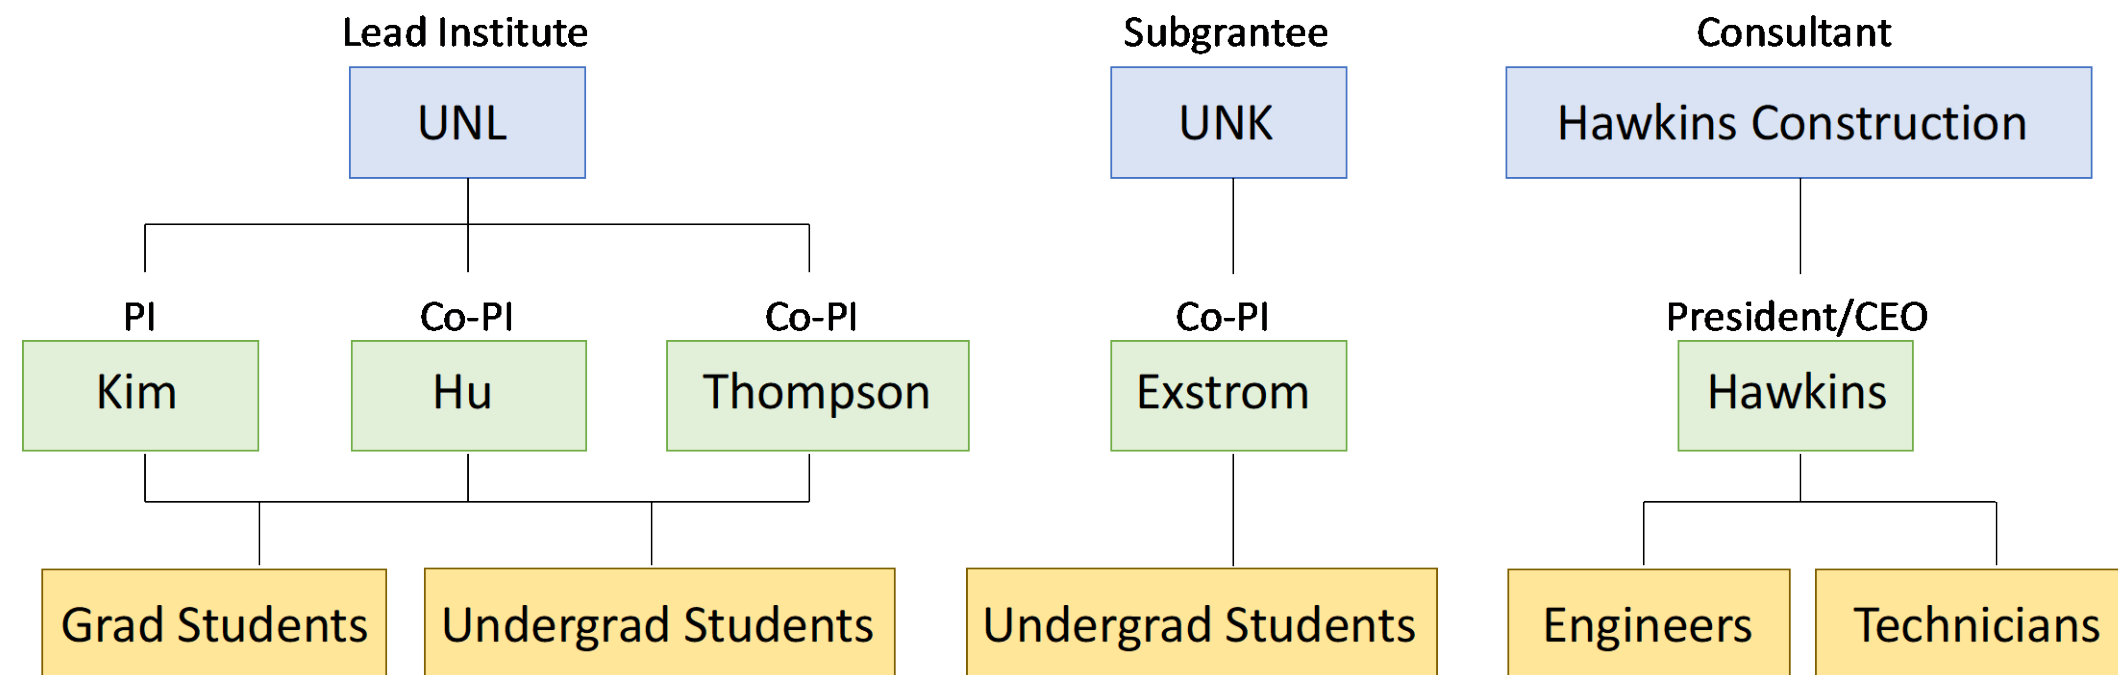 Lead Institute
Subgrantee
Consultant
UNL
UNK
Hawkins Construction
PI
Co-PI
Co-PI
Co-PI
President/CEO
Kim
Hu
Thompson
Exstrom
Hawkins
Grad Students
Undergrad Students
Undergrad Students
Engineers
Technicians